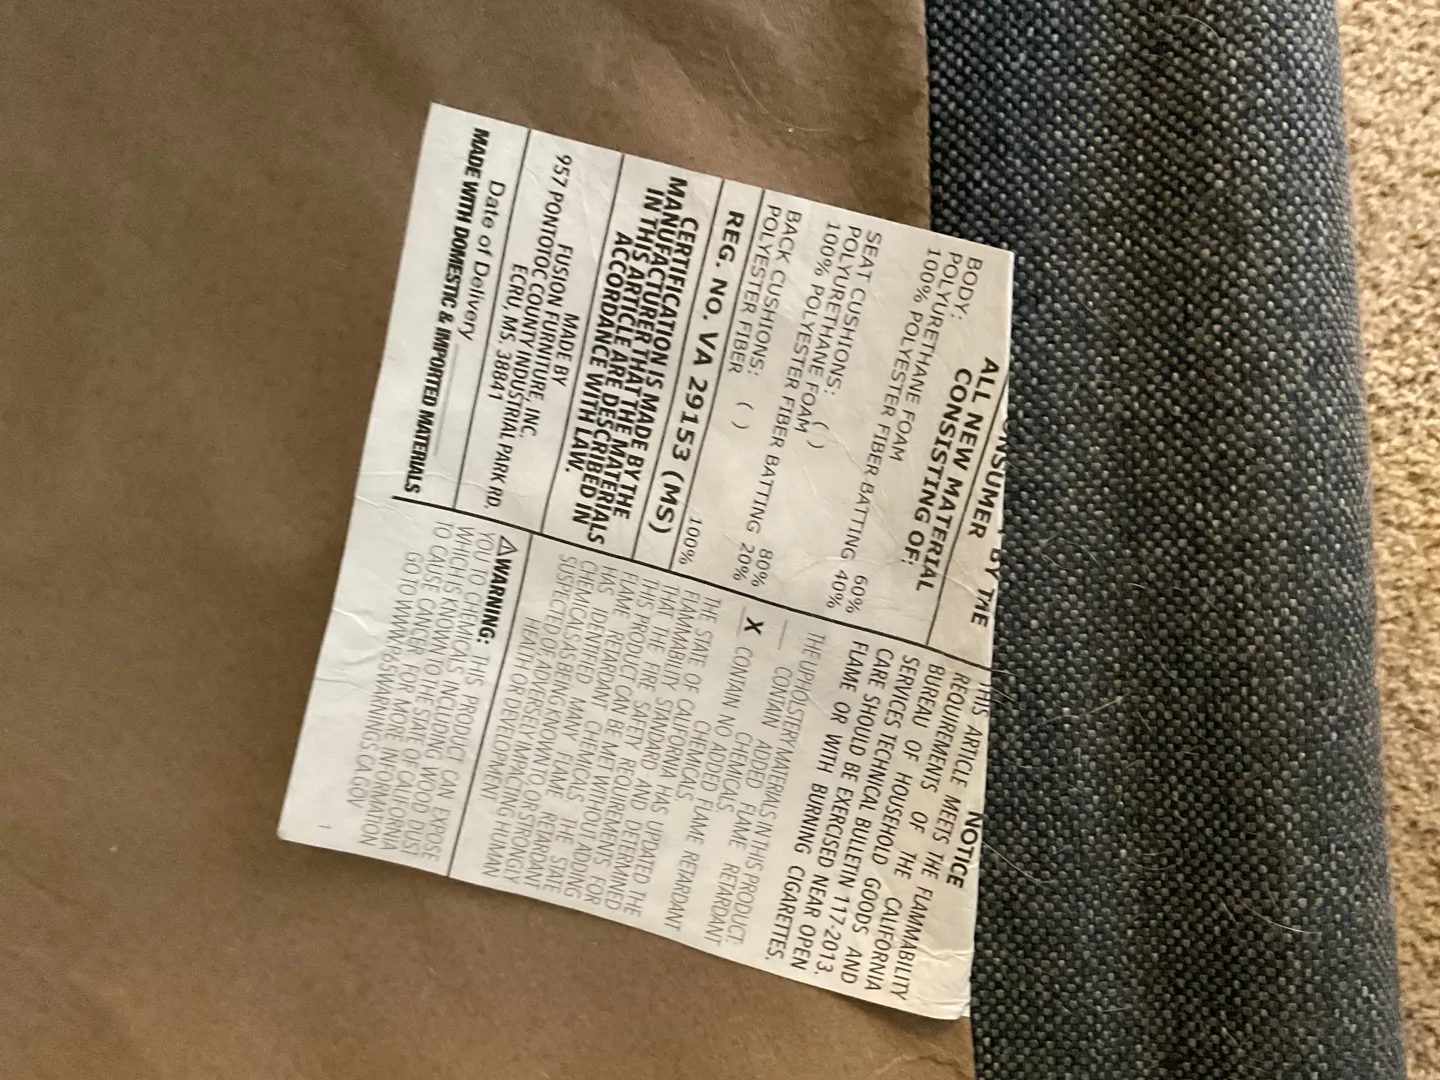 BY THE
CONSUMER
ALL NEW MATERIAL
CONSISTING OF:
BODY:
POLYURETHANE FOAM 60%
100% POLYESTER FIBER BATTING 40%
SEAT CUSHIONS: ( )
POLYURETHANE FOAM 80%
100% POLYESTER FIBER BATTING 20%
BACK CUSHIONS: ( )
POLYESTER FIBER 100%
REG. NO. VA 29153 (MS)
CERTIFICATION IS MADE BY THE
MANUFACTURER THAT THE MATERIALS
IN THIS ARTICLE ARE DESCRIBED IN
ACCORDANCE WITH LAW.
MADE BY
FUSION FURNITURE, INC.
957 PONTOTOC COUNTY INDUSTRIAL PARK RD.
ECRU, MS, 38841
Date of Delivery
MADE WITH DOMESTIC & IMPORTED MATERIALS
NOTICE
THIS ARTICLE MEETS THE FLAMMABILITY
REQUIREMENTS OF THE CALIFORNIA
BUREAU OF HOUSEHOLD GOODS AND
SERVICES TECHNICAL BULLETIN 117-2013.
CARE SHOULD BE EXERCISED NEAR OPEN
FLAME OR WITH BURNING CIGARETTES.
THE UPHOLSTERY MATERIALS IN THIS PRODUCT:
CONTAIN ADDED FLAME RETARDANT
CHEMICALS
X CONTAIN NO ADDED FLAME RETARDANT
CHEMICALS
THE SATE OF CALIFORNIA HAS UPDATED THE
FLAMMABILITY STANDARD AND DETERMINED
THAT THE FIRE SAFETY REQUIREMENTS FOR
THIS PRODUCT CAN BE MET WITHOUT ADDING
FLAME RETARDANT CHEMICALS. THE STATE
HAS IDENTIFIED MANY FLAME RETARDANT
CHEMICALS AS BEING KNOWN TO, OR STRONGLY
SUSPECTED OF, ADVERSELY IMPACTING HUMAN
HEALTH OR DEVELOPMENT
⚠WARNING: THIS PRODUCT CAN EXPOSE
YOU TO CHEMICALS INCLUDING WOOD DUST
WHICH IS KNOWN TO THE SATE OF CALIFORNIA
TO CAUSE CANCER, FOR MORE INFORMATION
GO TO WWW.P65WARNINGS.CA.GOV
1